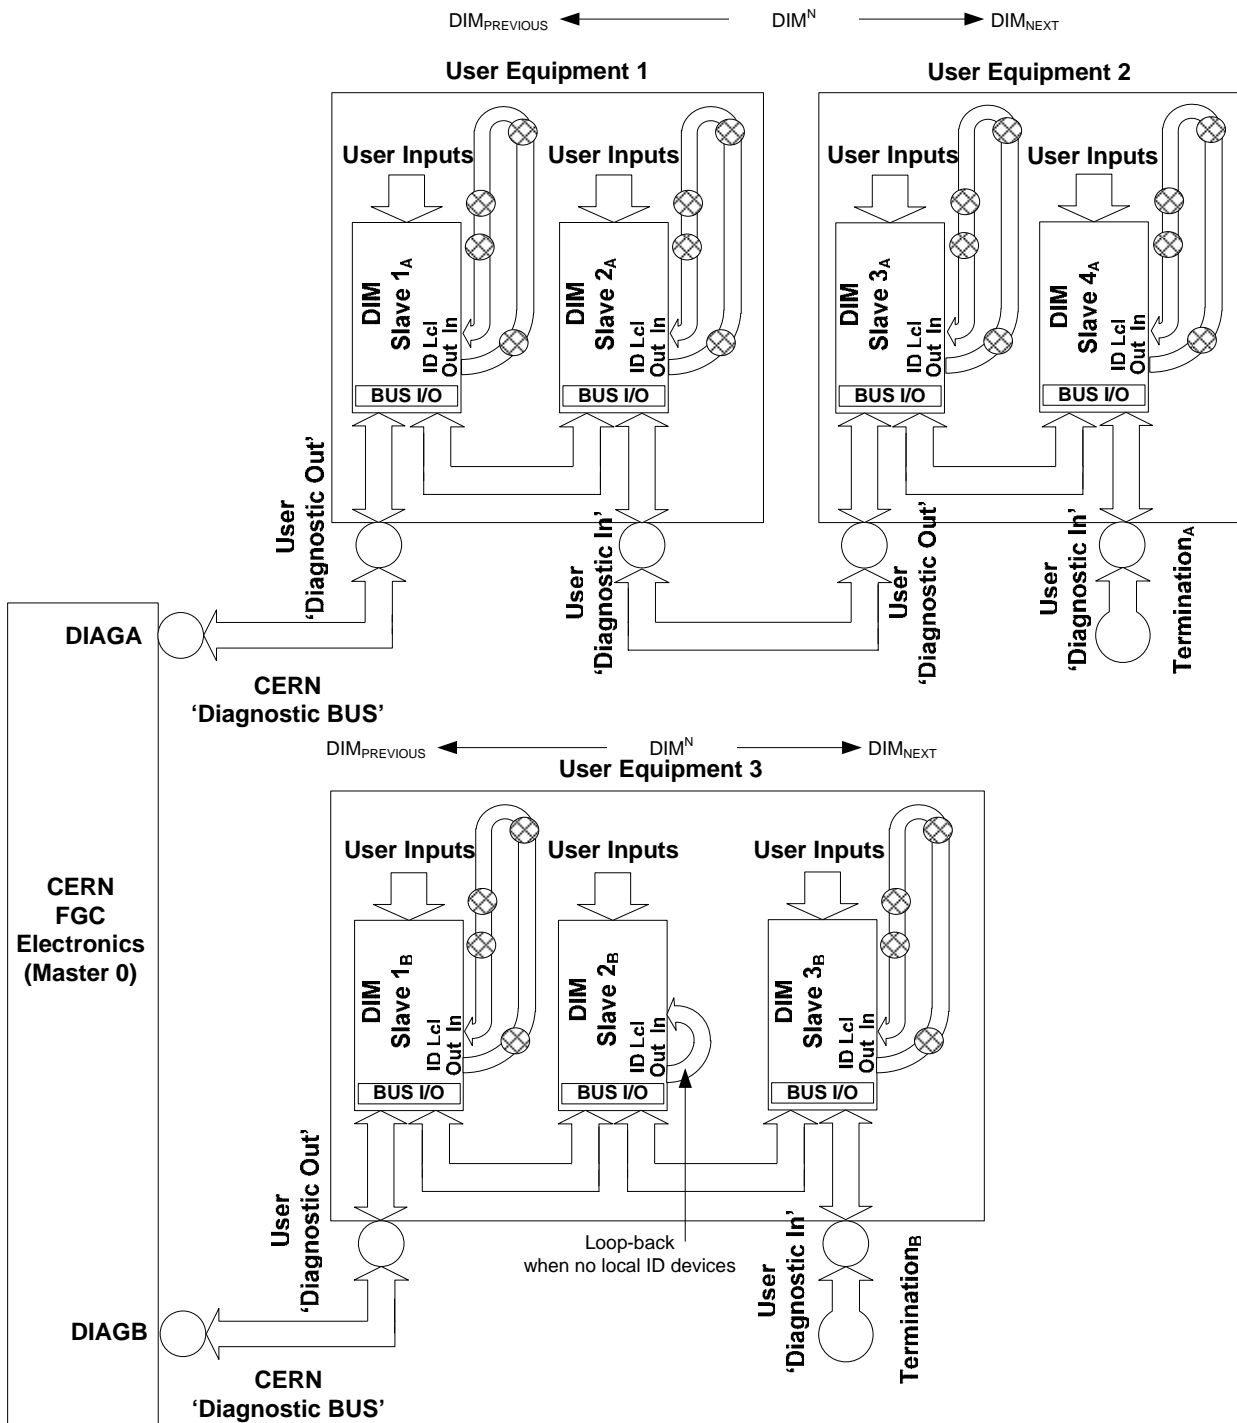 DIMPREVIOUS DIMN DIMNEXT
User Equipment 1
User Equipment 2
User Inputs
User Inputs
User Inputs
User Inputs
DIM
Slave 1A
ID Lcl
Out In
BUS I/O
DIM
Slave 2A
ID Lcl
Out In
BUS I/O
DIM
Slave 3A
ID Lcl
Out In
BUS I/O
DIM
Slave 4A
ID Lcl
Out In
BUS I/O
User
‘Diagnostic Out’
User
‘Diagnostic In’
User
‘Diagnostic Out’
User
‘Diagnostic In’
TerminationA
DIAGA
CERN
‘Diagnostic BUS’
DIMPREVIOUS DIMN DIMNEXT
User Equipment 3
User Inputs
User Inputs
User Inputs
CERN
FGC
Electronics
(Master 0)
DIM
Slave 1B
ID Lcl
Out In
BUS I/O
DIM
Slave 2B
ID Lcl
Out In
BUS I/O
DIM
Slave 3B
ID Lcl
Out In
BUS I/O
User
‘Diagnostic Out’
Loop-back
when no local ID devices
User
‘Diagnostic In’
TerminationB
DIAGB
CERN
‘Diagnostic BUS’